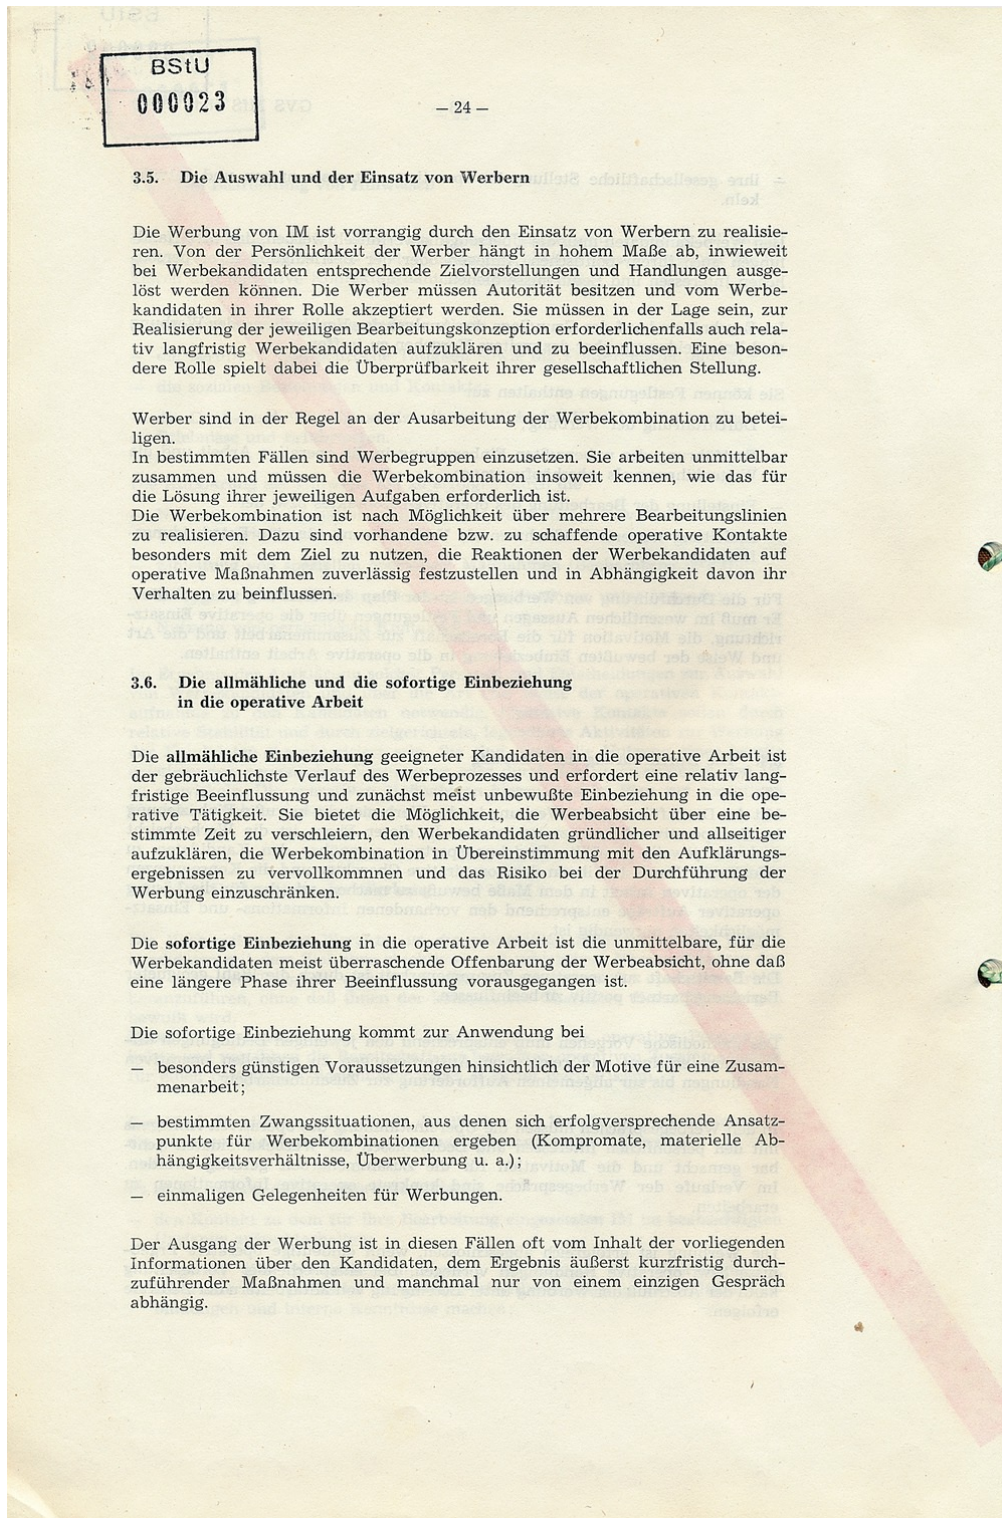 BStU
000023
— 24 —
3.5. Die Auswahl und der Einsatz von Werbern
Die Werbung von IM ist vorrangig durch den Einsatz von Werbern zu realisie-
ren. Von der Persönlichkeit der Werber hängt in hohem Maße ab, inwieweit
bei Werbekandidaten entsprechende Zielvorstellungen und Handlungen ausge-
löst werden können. Die Werber müssen Autorität besitzen und vom Werbe-
kandidaten in ihrer Rolle akzeptiert werden. Sie müssen in der Lage sein, zur
Realisierung der jeweiligen Bearbeitungskonzeption erforderlichenfalls auch rela-
tiv langfristig Werbekandidaten aufzuklären und zu beeinflussen. Eine beson-
dere Rolle spielt dabei die Überprüfbarkeit ihrer gesellschaftlichen Stellung.
Werber sind in der Regel an der Ausarbeitung der Werbekombination zu betei-
ligen.
In bestimmten Fällen sind Werbegruppen einzusetzen. Sie arbeiten unmittelbar
zusammen und müssen die Werbekombination insoweit kennen, wie das für
die Lösung ihrer jeweiligen Aufgaben erforderlich ist.
Die Werbekombination ist nach Möglichkeit über mehrere Bearbeitungslinien
zu realisieren. Dazu sind vorhandene bzw. zu schaffende operative Kontakte
besonders mit dem Ziel zu nutzen, die Reaktionen der Werbekandidaten auf
operative Maßnahmen zuverlässig festzustellen und in Abhängigkeit davon ihr
Verhalten zu beinflussen.
3.6. Die allmähliche und die sofortige Einbeziehung
in die operative Arbeit
Die allmähliche Einbeziehung geeigneter Kandidaten in die operative Arbeit ist
der gebräuchlichste Verlauf des Werbeprozesses und erfordert eine relativ lang-
fristige Beeinflussung und zunächst meist unbewußte Einbeziehung in die ope-
rative Tätigkeit. Sie bietet die Möglichkeit, die Werbeabsicht über eine be-
stimmte Zeit zu verschleiern, den Werbekandidaten gründlicher und allseitiger
aufzuklären, die Werbekombination in Übereinstimmung mit den Aufklärungs-
ergebnissen zu vervollkommnen und das Risiko bei der Durchführung der
Werbung einzuschränken.
Die sofortige Einbeziehung in die operative Arbeit ist die unmittelbare, für die
Werbekandidaten meist überraschende Offenbarung der Werbeabsicht, ohne daß
eine längere Phase ihrer Beeinflussung vorausgegangen ist.
Die sofortige Einbeziehung kommt zur Anwendung bei
— besonders günstigen Voraussetzungen hinsichtlich der Motive für eine Zusam-
menarbeit;
— bestimmten Zwangssituationen, aus denen sich erfolgversprechende Ansatz-
punkte für Werbekombinationen ergeben (Kompromate, materielle Ab-
hängigkeitsverhältnisse, Überwerbung u. a.);
— einmaligen Gelegenheiten für Werbungen.
Der Ausgang der Werbung ist in diesen Fällen oft vom Inhalt der vorliegenden
Informationen über den Kandidaten, dem Ergebnis äußerst kurzfristig durch-
zuführender Maßnahmen und manchmal nur von einem einzigen Gespräch
abhängig.